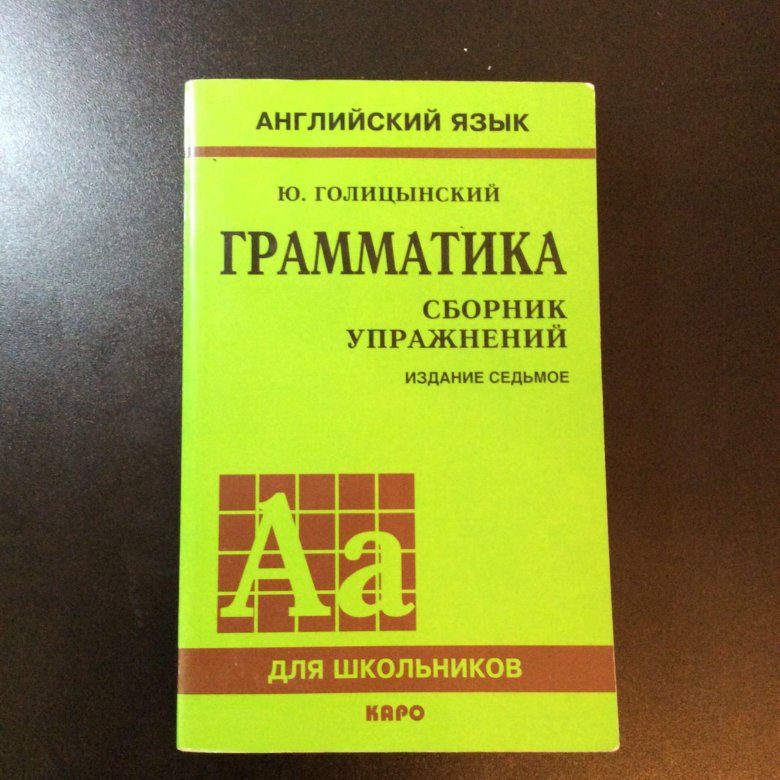 АНГЛИЙСКИЙ ЯЗЫК
Ю. ГОЛИЦЫНСКИЙ
ГРАММАТИКА
СБОРНИК
УПРАЖНЕНИЙ
ИЗДАНИЕ СЕДЬМОЕ
Aa
ДЛЯ ШКОЛЬНИКОВ
КАРО